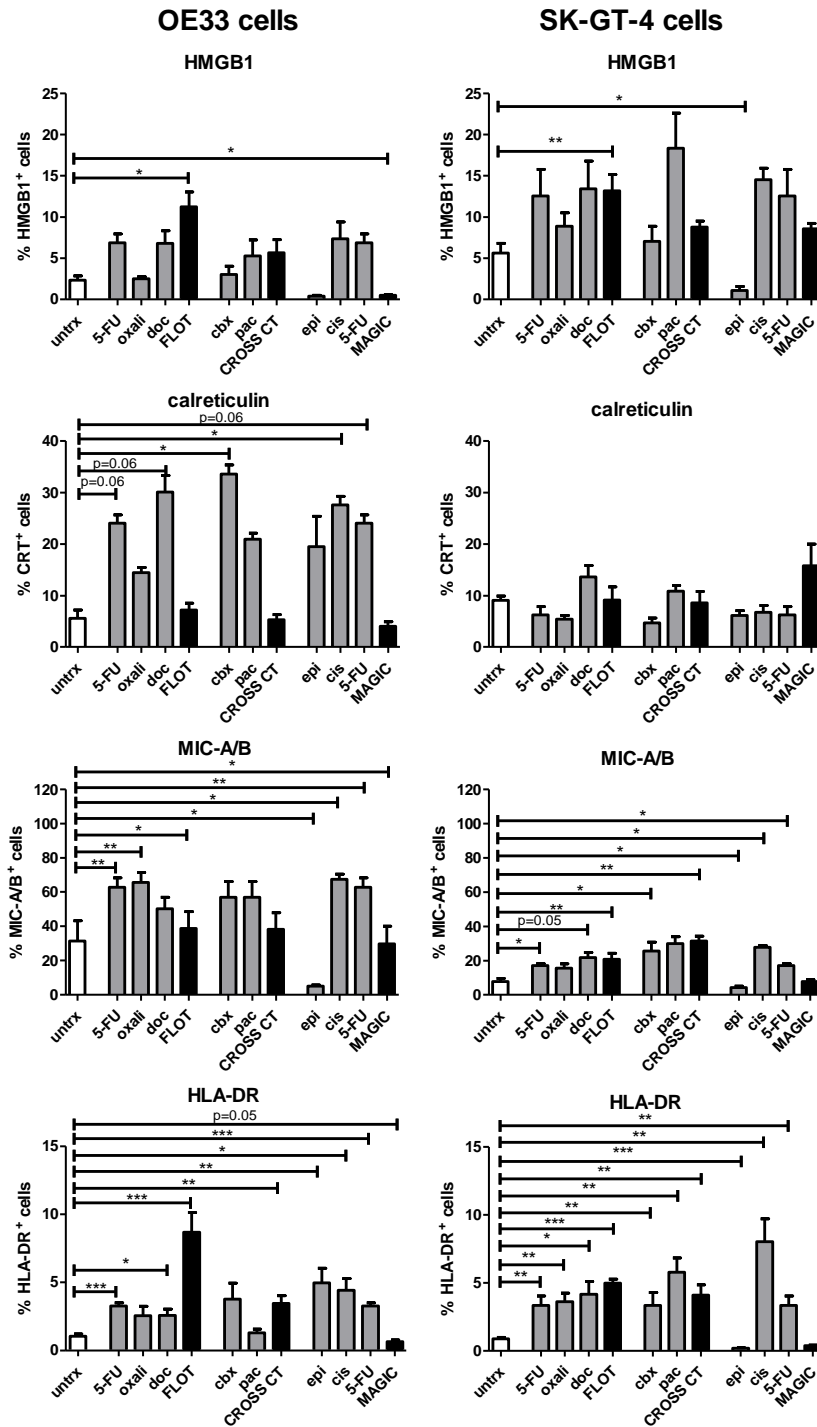 OE33 cells
SK-GT-4 cells
HMGB1
% HMGB1+ cells
25
20
15
10
5
0
*
*
untrx
5-FU
oxali
doc
FLOT
cbx
pac
CROSS CT
epi
cis
5-FU
MAGIC
HMGB1
% HMGB1+ cells
25
20
15
10
5
0
*
**
untrx
5-FU
oxali
doc
FLOT
cbx
pac
CROSS CT
epi
cis
5-FU
MAGIC
calreticulin
% CRT+ cells
40
30
20
10
0
p=0.06
*
*
p=0.06
p=0.06
untrx
5-FU
oxali
doc
FLOT
cbx
pac
CROSS CT
epi
cis
5-FU
MAGIC
calreticulin
% CRT+ cells
40
30
20
10
0
untrx
5-FU
oxali
doc
FLOT
cbx
pac
CROSS CT
epi
cis
5-FU
MAGIC
MIC-A/B
% MIC-A/B+ cells
120
100
80
60
40
20
0
*
**
*
*
*
**
**
untrx
5-FU
oxali
doc
FLOT
cbx
pac
CROSS CT
epi
cis
5-FU
MAGIC
MIC-A/B
% MIC-A/B+ cells
120
100
80
60
40
20
0
*
*
*
**
*
**
p=0.05
*
untrx
5-FU
oxali
doc
FLOT
cbx
pac
CROSS CT
epi
cis
5-FU
MAGIC
HLA-DR
% HLA-DR+ cells
15
10
5
0
p=0.05
***
*
**
**
***
*
***
untrx
5-FU
oxali
doc
FLOT
cbx
pac
CROSS CT
epi
cis
5-FU
MAGIC
HLA-DR
% HLA-DR+ cells
15
10
5
0
**
**
***
**
**
**
***
*
**
**
untrx
5-FU
oxali
doc
FLOT
cbx
pac
CROSS CT
epi
cis
5-FU
MAGIC